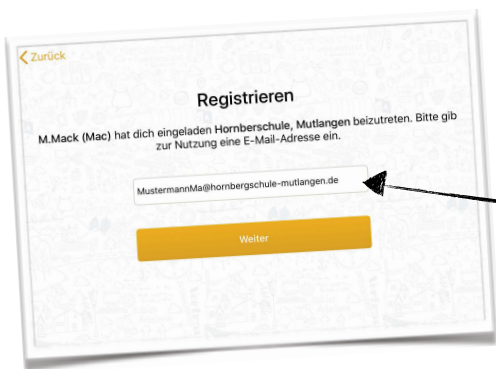 Zurück
Registrieren
M.Mack (Mac) hat dich eingeladen Hornberschule, Mutlangen beizutreten. Bitte gib
zur Nutzung eine E-Mail-Adresse ein.
MustermannMa@hornbergschule-mutlangen.de
Weiter